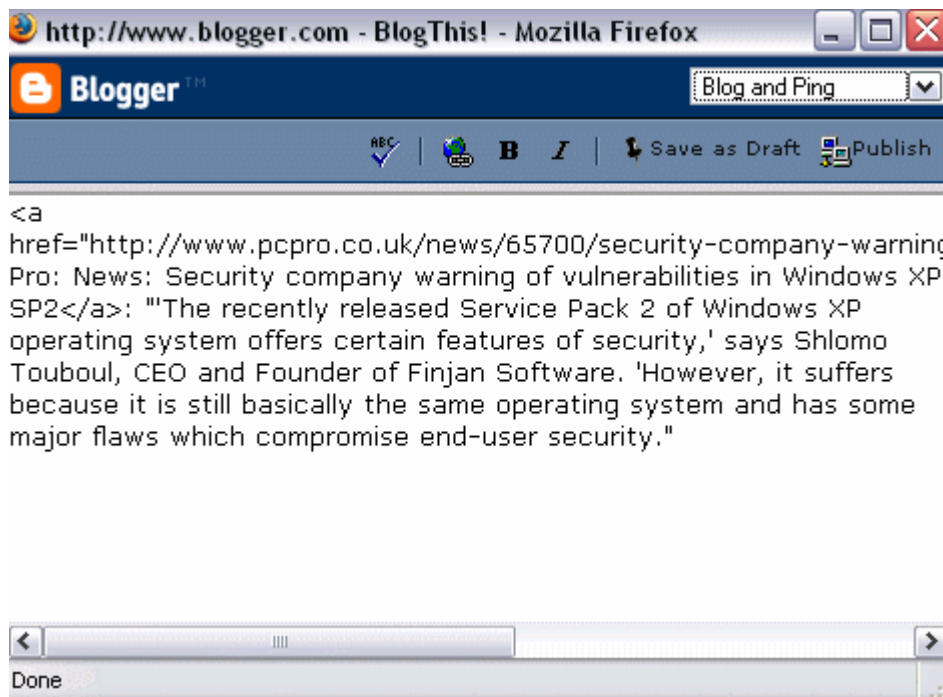 http://www.blogger.com - BlogThis! - Mozilla Firefox
Blogger™ Blog and Ping
ABC B I Save as Draft Publish
<a
href="http://www.pcpro.co.uk/news/65700/security-company-warning
Pro: News: Security company warning of vulnerabilities in Windows XP
SP2</a>: "'The recently released Service Pack 2 of Windows XP
operating system offers certain features of security,' says Shlomo
Touboul, CEO and Founder of Finjan Software. 'However, it suffers
because it is still basically the same operating system and has some
major flaws which compromise end-user security."
Done